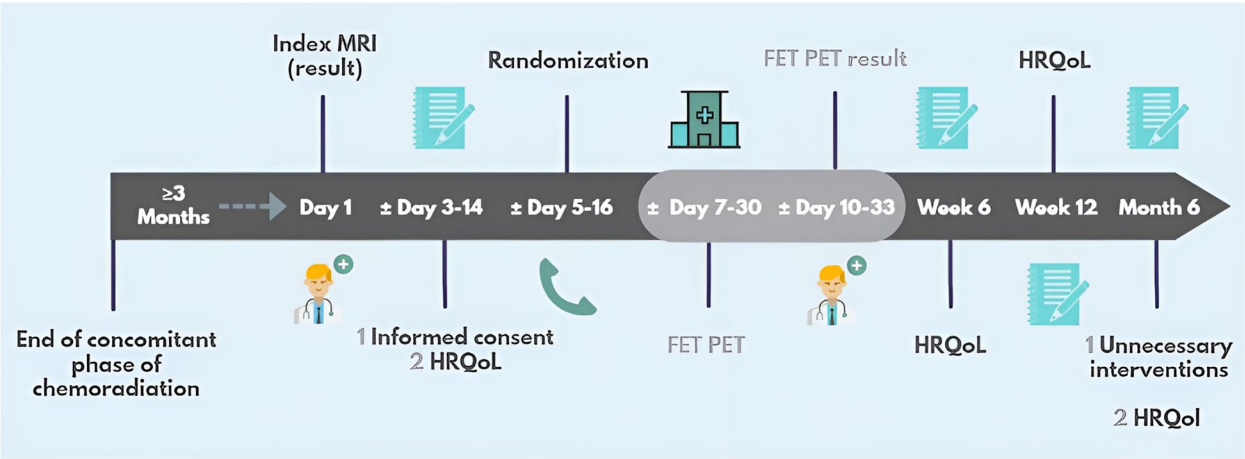 Index MRI
(result)
Randomization
FET PET result
HRQoL
≥3
Months
Day 1
± Day 3-14
± Day 5-16
± Day 7-30
± Day 10-33
Week 6
Week 12
Month 6
End of concomitant
phase of
chemoradiation
1 Informed consent
2 HRQoL
FET PET
HRQoL
1 Unnecessary
interventions
2 HRQol